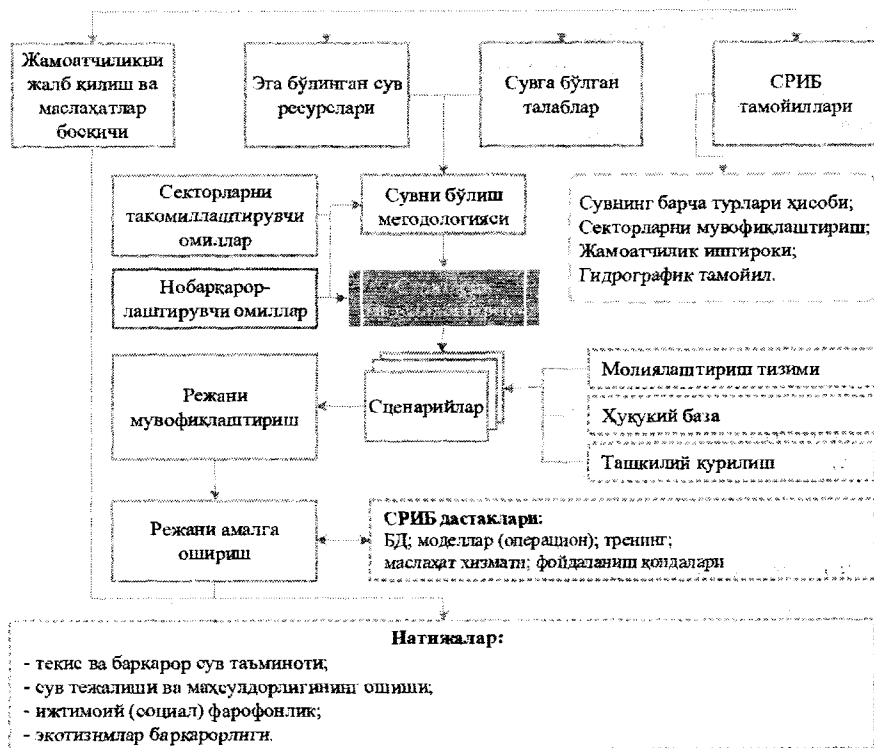 Жамоатчиликни
жалб қилиш ва
маслаҳатлар
босқичи
Эга бўлинган сув
ресурслари
Сувга бўлган
талаблар
СРИБ
тамойиллари
Секторларни
такомиллаштирувчи
омиллар
Сувни бўлиш
методологияси
Сувнинг барча турлари ҳисоби;
Секторларни мувофиқлаштириш;
Жамоатчилик иштироки;
Гидрографик тамойил.
Нобарқарор-
лаштирувчи омиллар
Режани
мувофиқлаштириш
Сценарийлар
Молиялаштириш тизими
Ҳуқукий база
Ташкилий қурилиш
Режани амалга
ошириш
СРИБ дастаклари:
БД; моделлар (операцион); тренинг;
маслаҳат хизмати; фойдаланиш қоидалари
Натижалар:
- текис ва барқарор сув таъминоти;
- сув тежалиши ва маҳсулдорлигининг ошиши;
- ижтимоий (социал) фарофонлик;
- экотизимлар барқарорлиги.